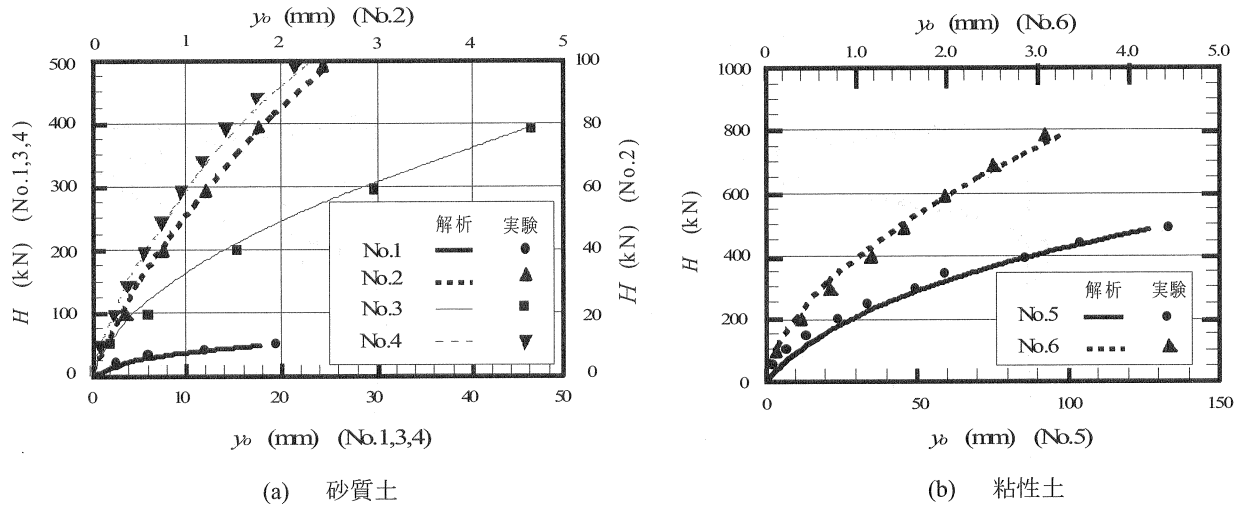 yo (mm) (No.2)
0 1 2 3 4 5
500 400 300 200 100 0
H (kN) (No.1,3,4)
100 80 60 40 20 0
H (kN) (No.2)
解析 実験
No.1
No.2
No.3
No.4
0 10 20 30 40 50
yo (mm) (No.1,3,4)
(a) 砂質土
yo (mm) (No.6)
0 1.0 2.0 3.0 4.0 5.0
1000 800 600 400 200 0
H (kN)
解析 実験
No.5
No.6
0 50 100 150
yo (mm) (No.5)
(b) 粘性土